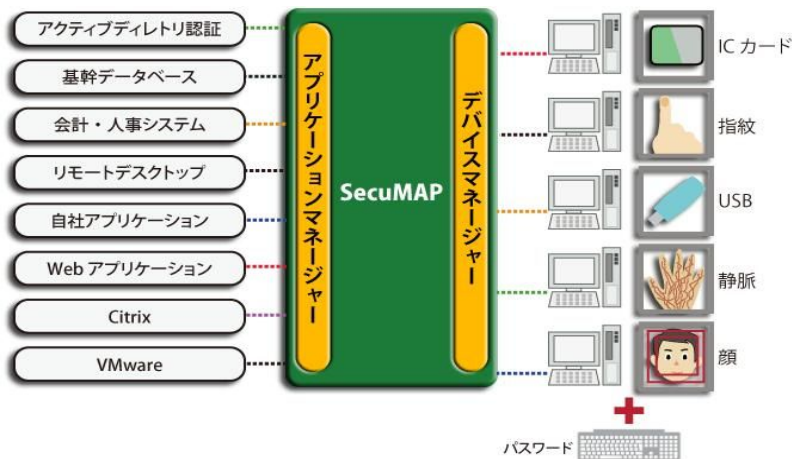 アクティブディレトリ認証
基幹データベース
会計・人事システム
リモートデスクトップ
自社アプリケーション
Web アプリケーション
Citrix
VMware
アプリケーションマネージャー
SecuMAP
デバイスマネージャー
IC カード
指紋
USB
静脈
顔
パスワード